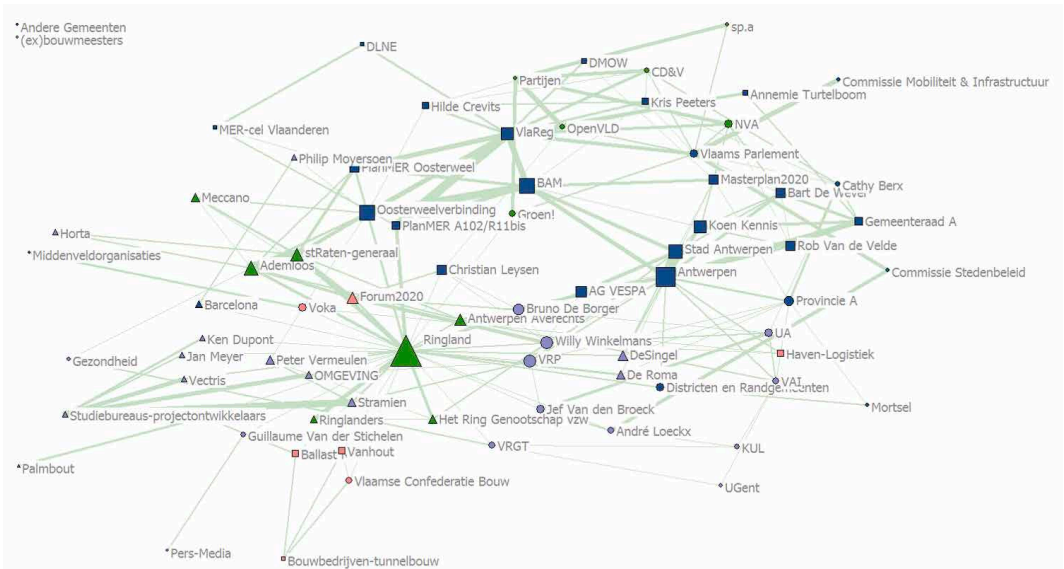 Andere Gemeenten
(ex)bouwmeesters
sp.a
DLNE
DMOW
CD&V
Partijen
Commissie Mobiliteit & Infrastructuur
Annemie Turtelboom
Hilde Crevits
Kris Peeters
MER-cel Vlaanderen
VlaReg
OpenVLD
NVA
Philip Moyersoen
PlanMER Oosterweel
Vlaams Parlement
BAM
Masterplan2020
Cathy Berx
Bart De Wever
Meccano
Oosterweelverbinding
Groen!
PlanMER A102/R11bis
Koen Kennis
Gemeenteraad A
Horta
stRaten-generaal
Stad Antwerpen
Rob Van de Velde
Middenveldorganisaties
Ademloos
Christian Leysen
Antwerpen
Commissie Stedenbeleid
AG VESPA
Barcelona
Voka
Forum2020
Bruno De Borger
Provincie A
Antwerpen Averechts
UA
Ken Dupont
Ringland
Willy Winkelmans
Haven-Logistiek
Gezondheid
Jan Meyer
Peter Vermeulen
VRP
DeSingel
Vectris
OMGEVING
De Roma
VAI
Districten en Randgemeenten
Stramien
Jef Van den Broeck
Mortsel
Studiebureaus-projectontwikkelaars
Ringlanders
Het Ring Genootschap vzw
André Loeckx
Guillaume Van der Stichelen
VRGT
KUL
Ballast
Vanhout
Palmbout
Vlaamse Confederatie Bouw
UGent
Pers-Media
Bouwbedrijven-tunnelbouw